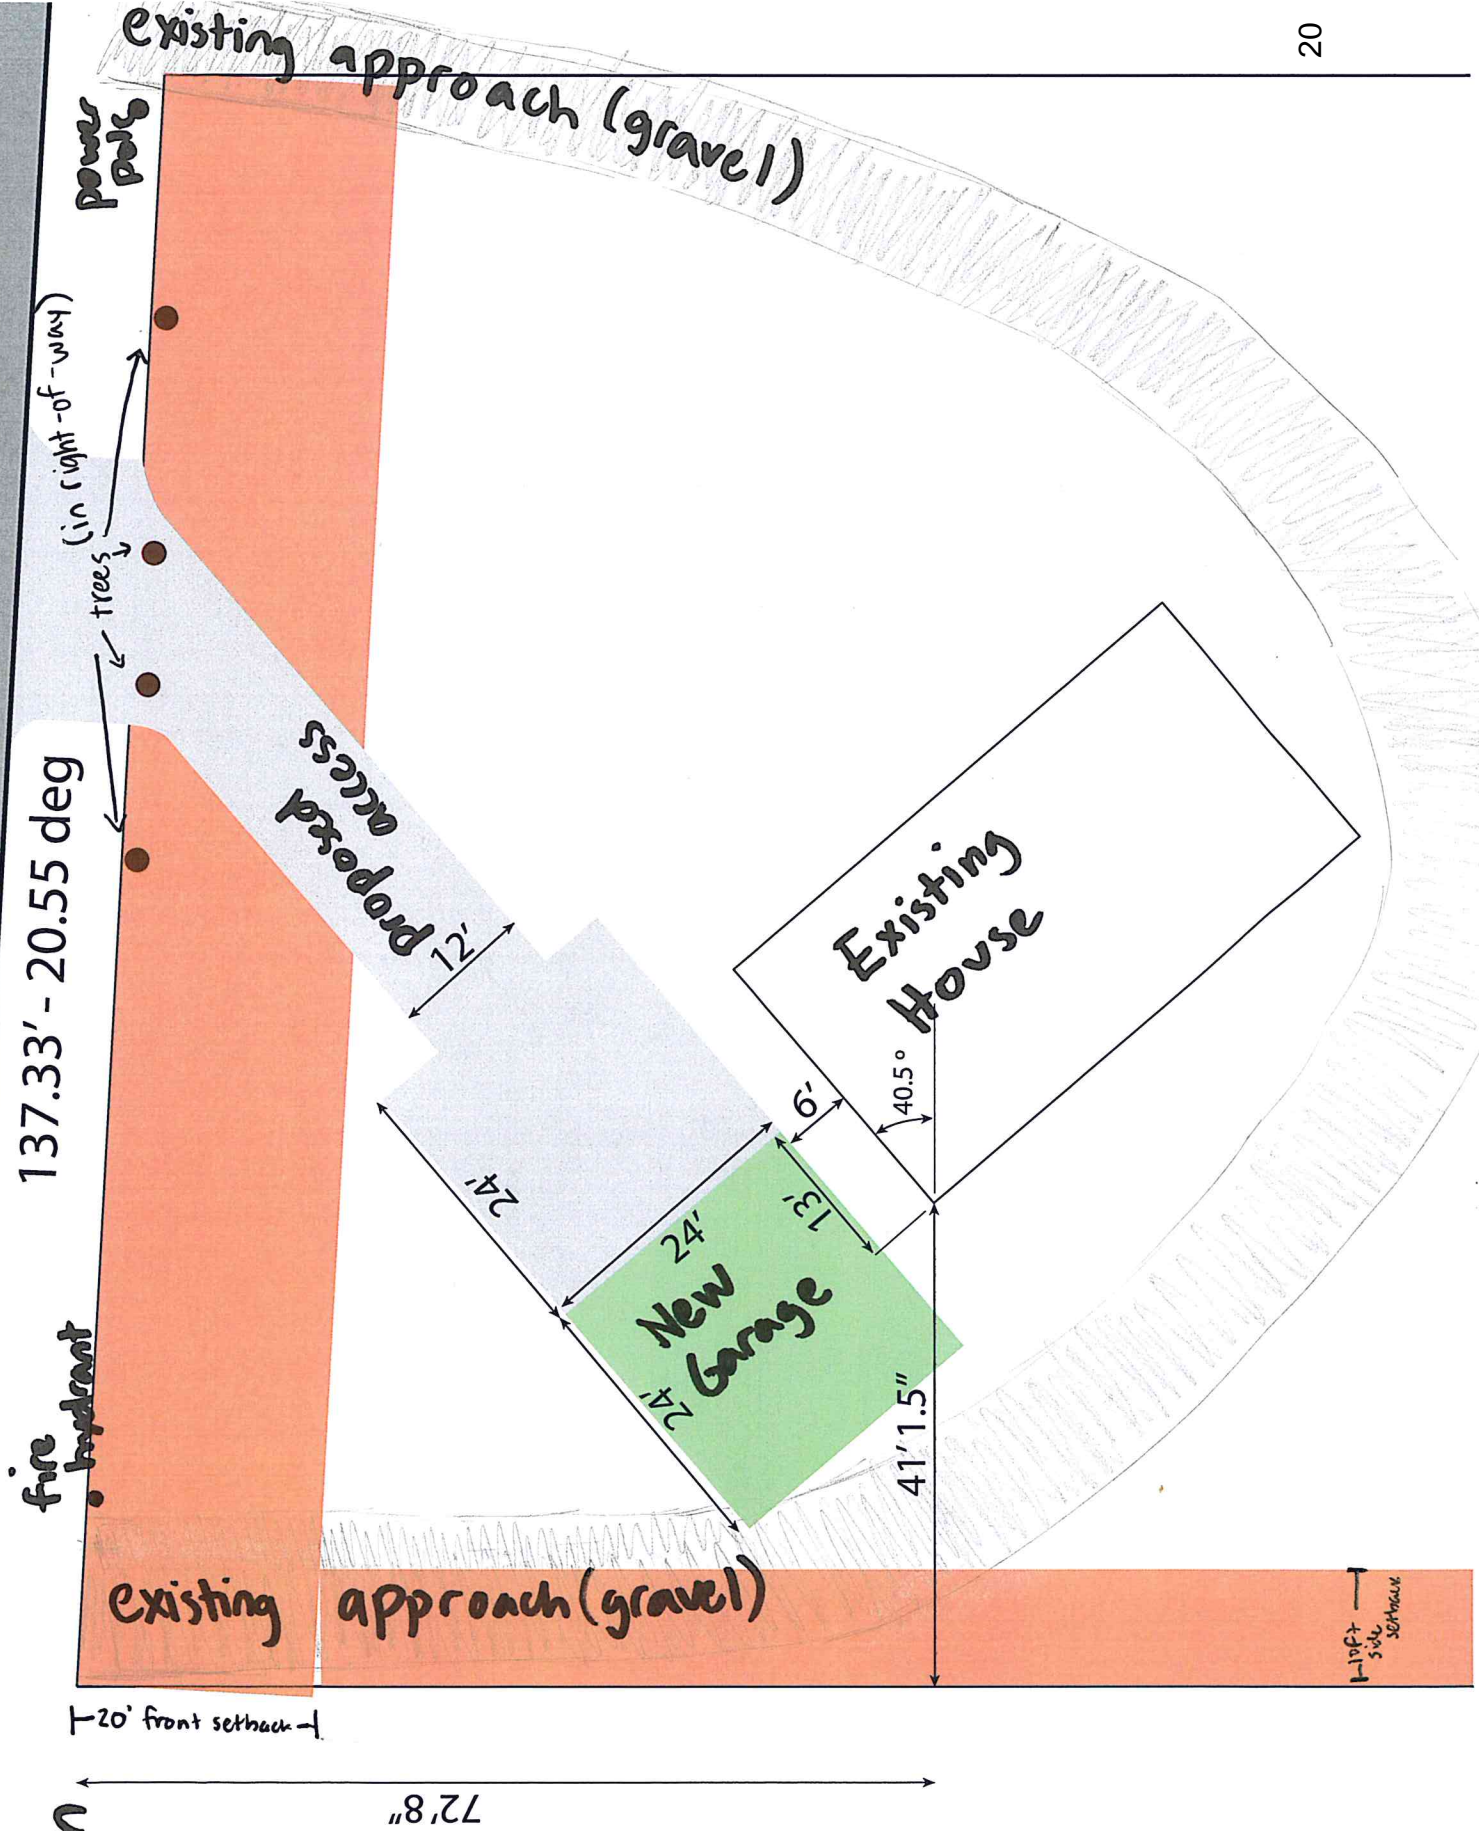 existing approach (gravel)
20
power
pole
(in right-of-way)
trees
137.33' - 20.55 deg
proposed
access
12'
24'
24'
6'
13'
40.5°
Existing
House
New
Garage
24'
41' 1.5"
fire
hydrant
existing approach (gravel)
10ft
side
setback
20' front setback
72'8"